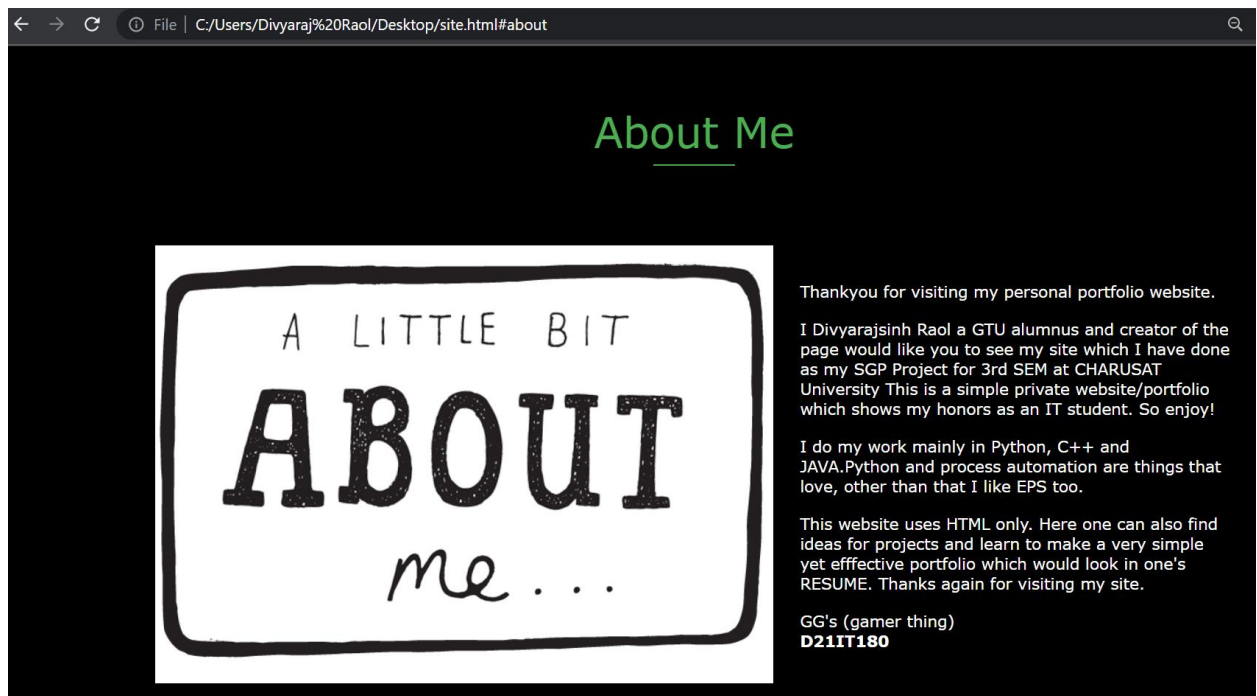 File | C:/Users/Divyaraj%20Raol/Desktop/site.html#about
About Me
A LITTLE BIT
ABOUT
me...
Thankyou for visiting my personal portfolio website.
I Divyarajsinh Raol a GTU alumnus and creator of the
page would like you to see my site which I have done
as my SGP Project for 3rd SEM at CHARUSAT
University This is a simple private website/portfolio
which shows my honors as an IT student. So enjoy!
I do my work mainly in Python, C++ and
JAVA.Python and process automation are things that
love, other than that I like EPS too.
This website uses HTML only. Here one can also find
ideas for projects and learn to make a very simple
yet efffective portfolio which would look in one's
RESUME. Thanks again for visiting my site.
GG's (gamer thing)
D21IT180